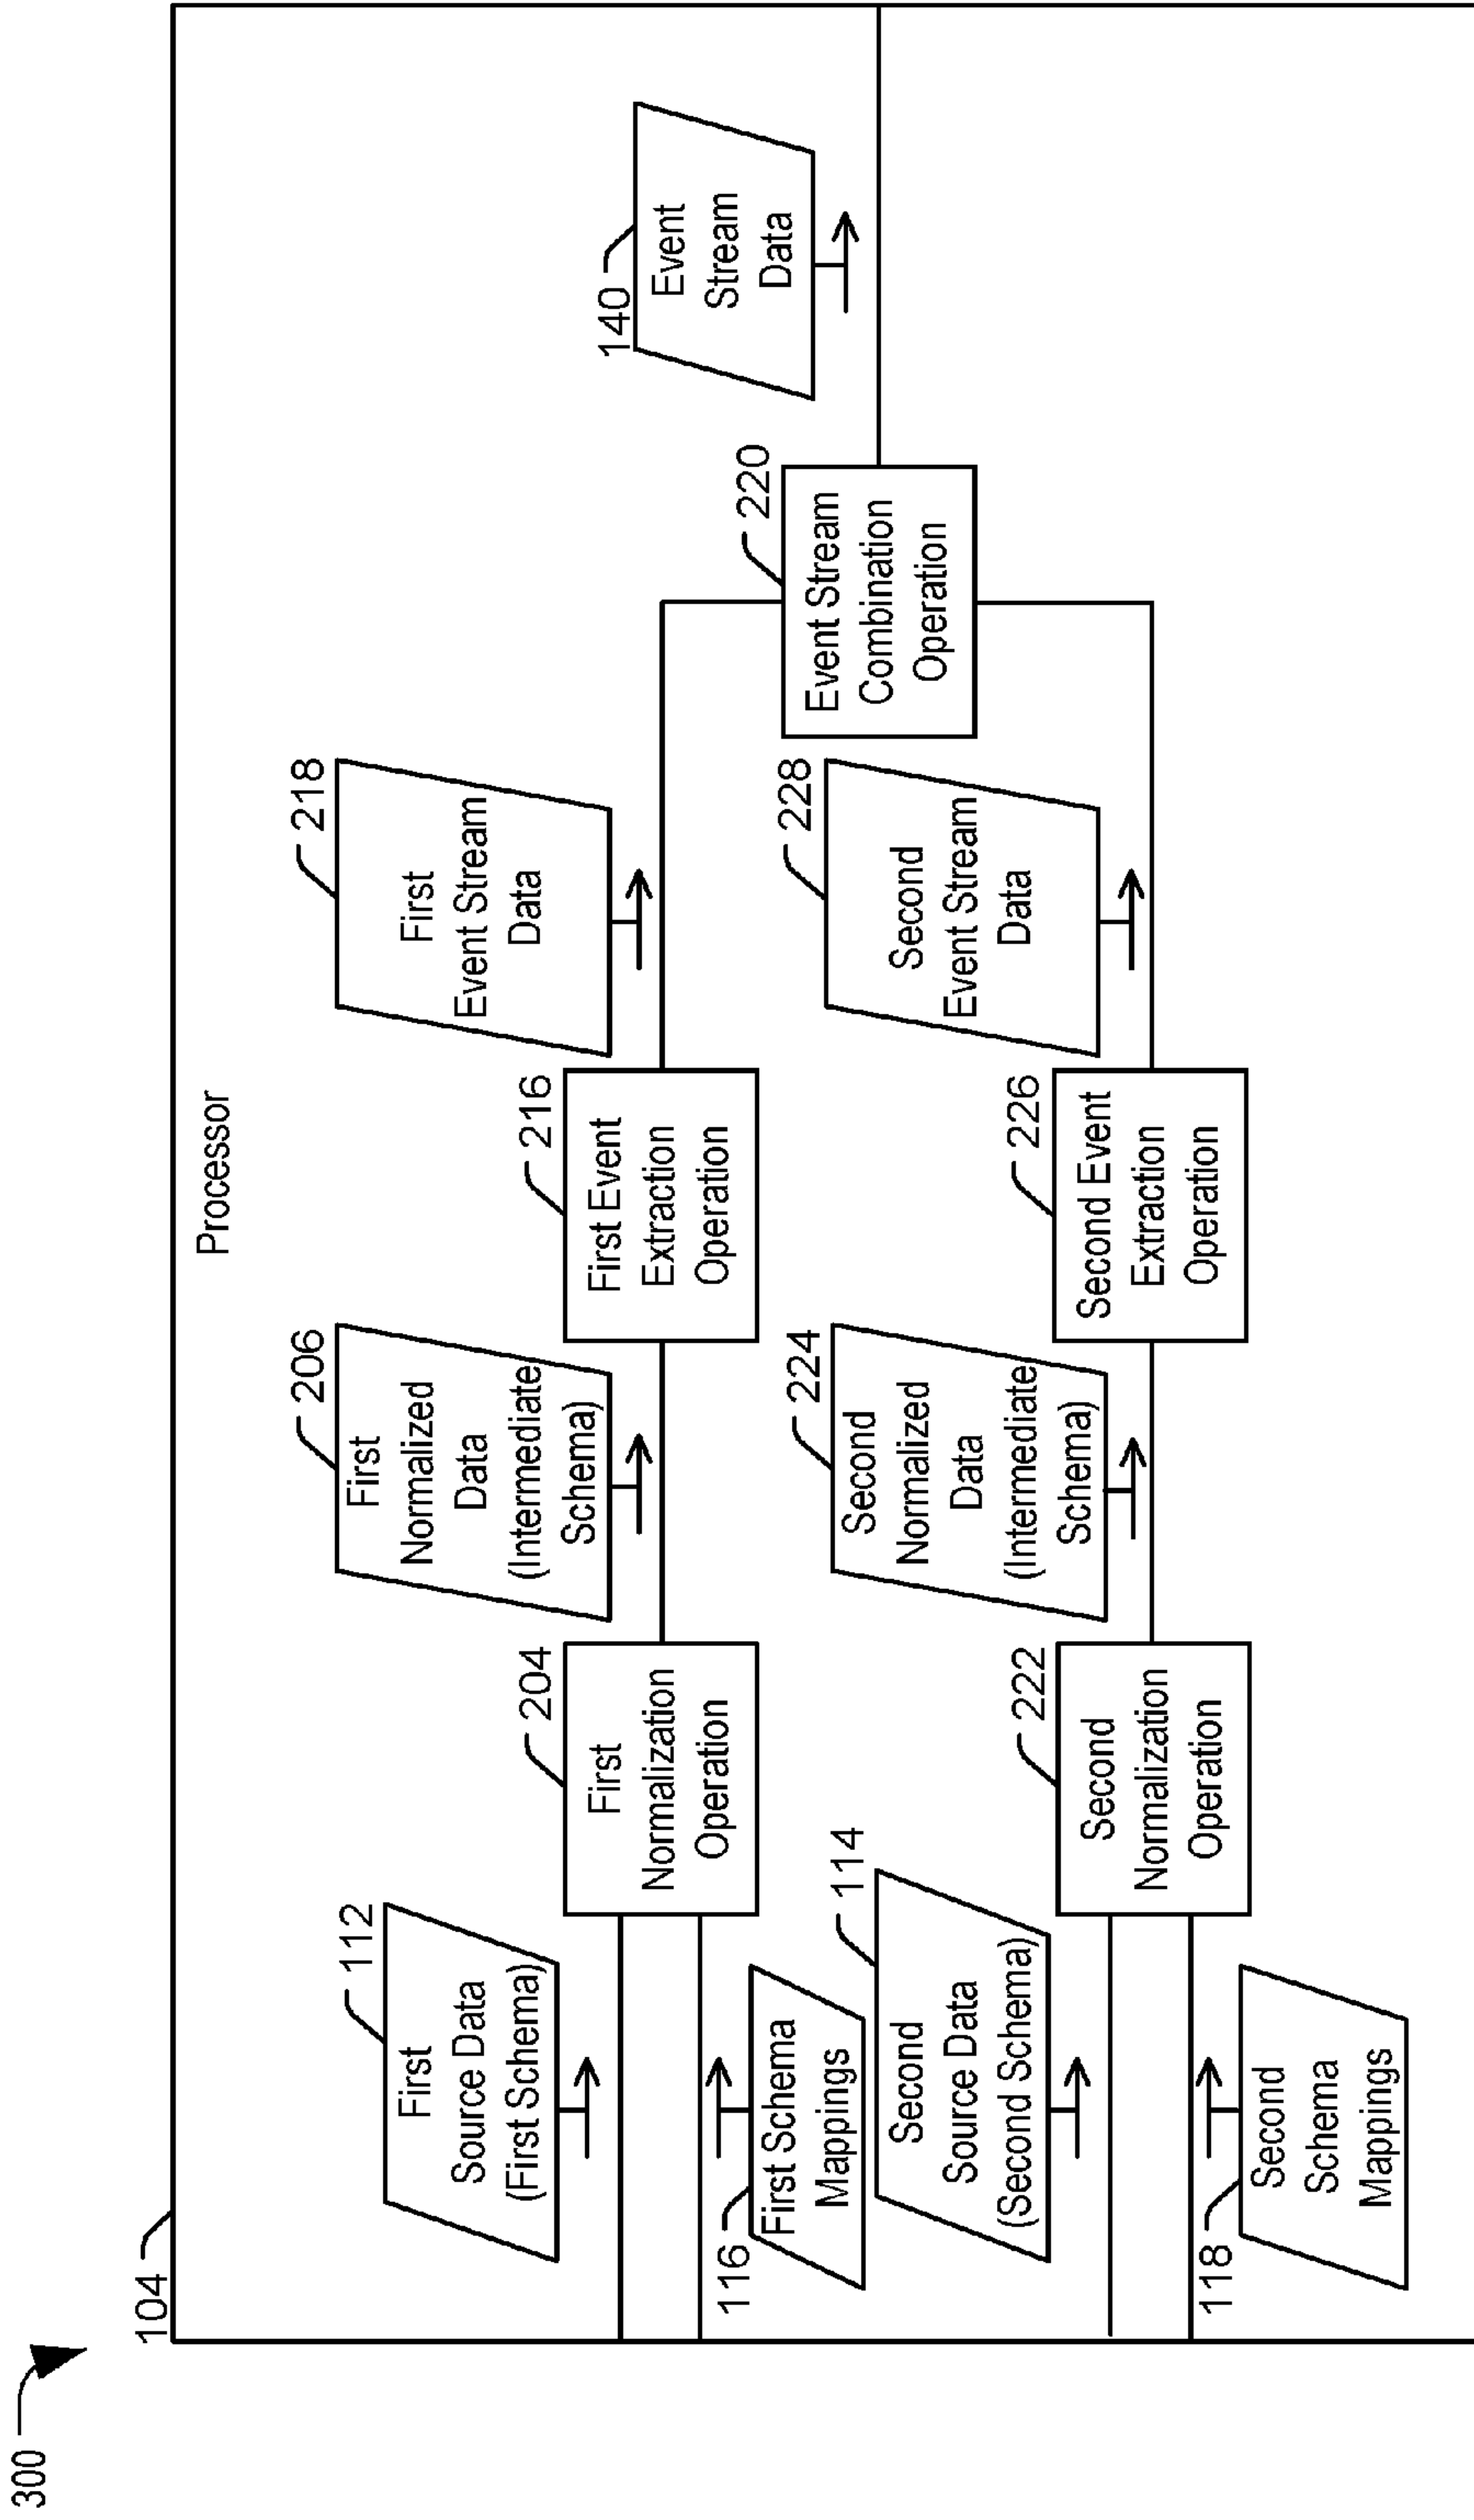 300
104
Processor
112
First
Source Data
(First Schema)
116
First Schema
Mappings
204
First
Normalization
Operation
206
First
Normalized
Data
(Intermediate
Schema)
216
First Event
Extraction
Operation
218
First
Event Stream
Data
114
Second
Source Data
(Second Schema)
118
Second
Schema
Mappings
222
Second
Normalization
Operation
224
Second
Normalized
Data
(Intermediate
Schema)
226
Second Event
Extraction
Operation
228
Second
Event Stream
Data
220
Event Stream
Combination
Operation
140
Event
Stream
Data